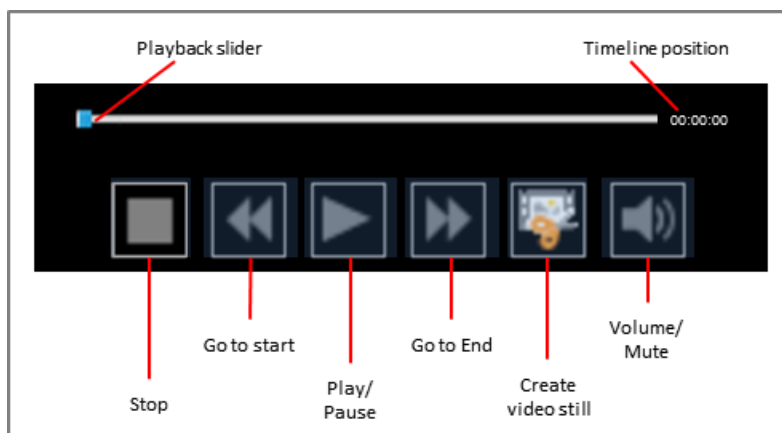 Playback slider
Timeline position
00:00:00
Go to start
Go to End
Volume/
Mute
Play/
Pause
Create
video still
Stop